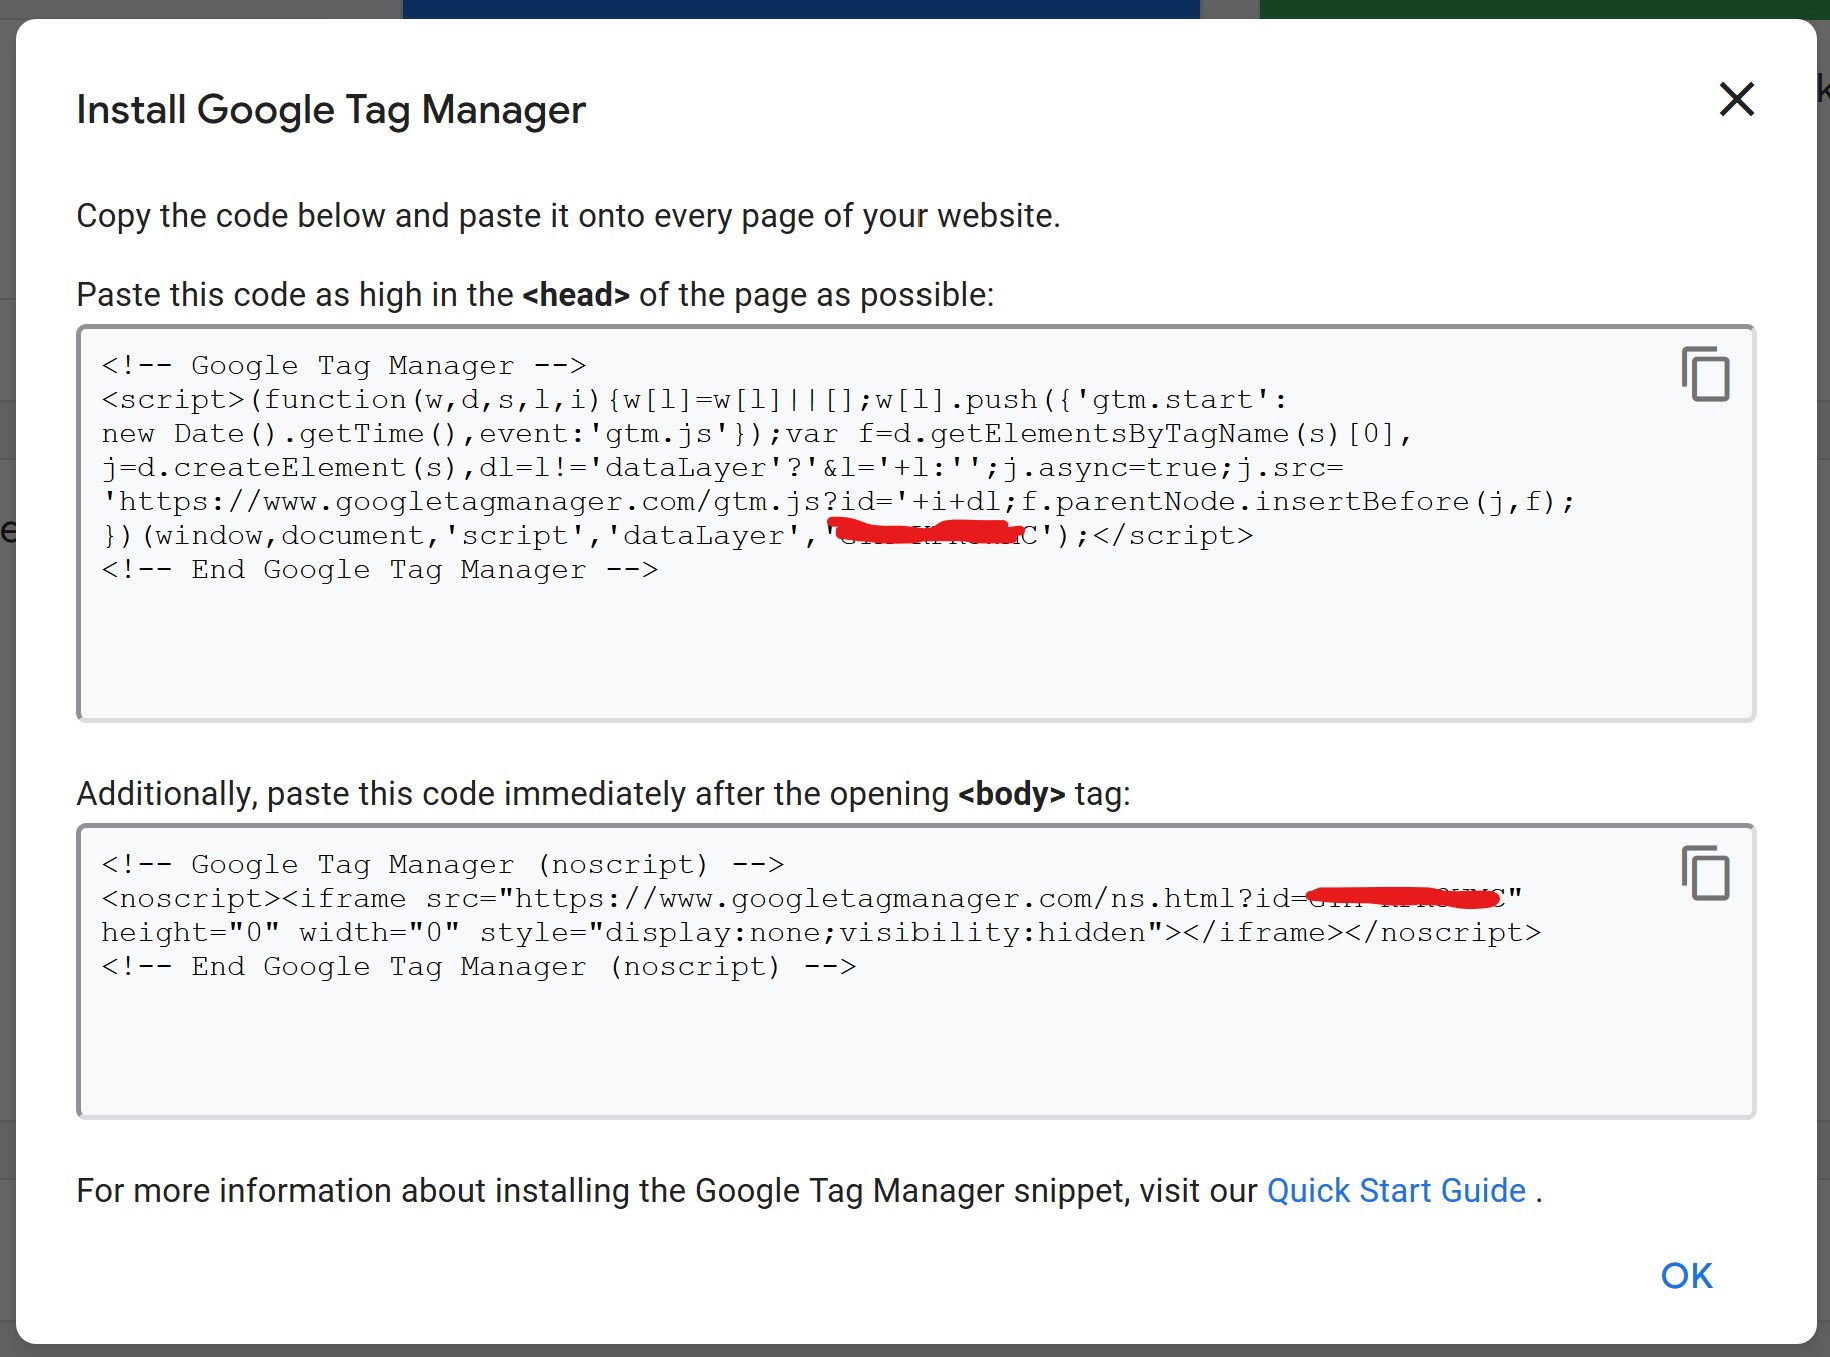 Install Google Tag Manager
Copy the code below and paste it onto every page of your website.
Paste this code as high in the <head> of the page as possible:
<!-- Google Tag Manager -->
<script>(function(w,d,s,l,i){w[l]=w[l]||[];w[l].push({'gtm.start':
new Date().getTime(),event:'gtm.js'});var f=d.getElementsByTagName(s)[0],
j=d.createElement(s),dl=l!='dataLayer'?'&l='+l:'';j.async=true;j.src=
'https://www.googletagmanager.com/gtm.js?id='+i+dl;f.parentNode.insertBefore(j,f);
})(window,document,'script','dataLayer','');</script>
<!-- End Google Tag Manager -->
Additionally, paste this code immediately after the opening <body> tag:
<!-- Google Tag Manager (noscript) -->
<noscript><iframe src="https://www.googletagmanager.com/ns.html?id="
height="0" width="0" style="display:none;visibility:hidden"></iframe></noscript>
<!-- End Google Tag Manager (noscript) -->
For more information about installing the Google Tag Manager snippet, visit our Quick Start Guide .
OK